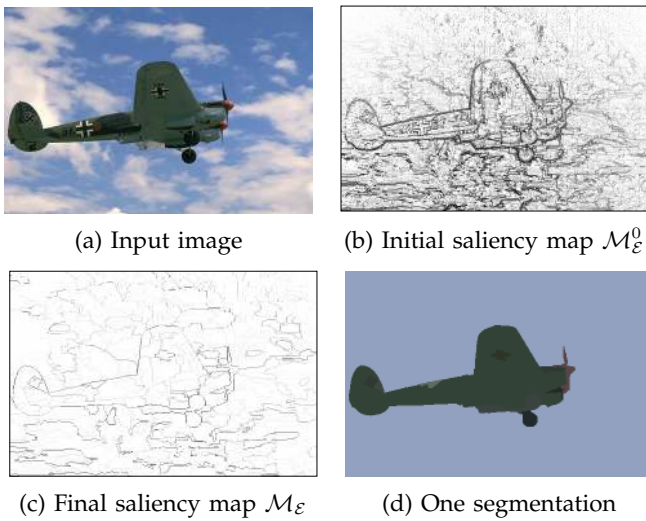 (a) Input image
(b) Initial saliency map $\mathcal{M}_{\mathcal{E}}^{0}$
(c) Final saliency map $\mathcal{M}_{\mathcal{E}}$
(d) One segmentation